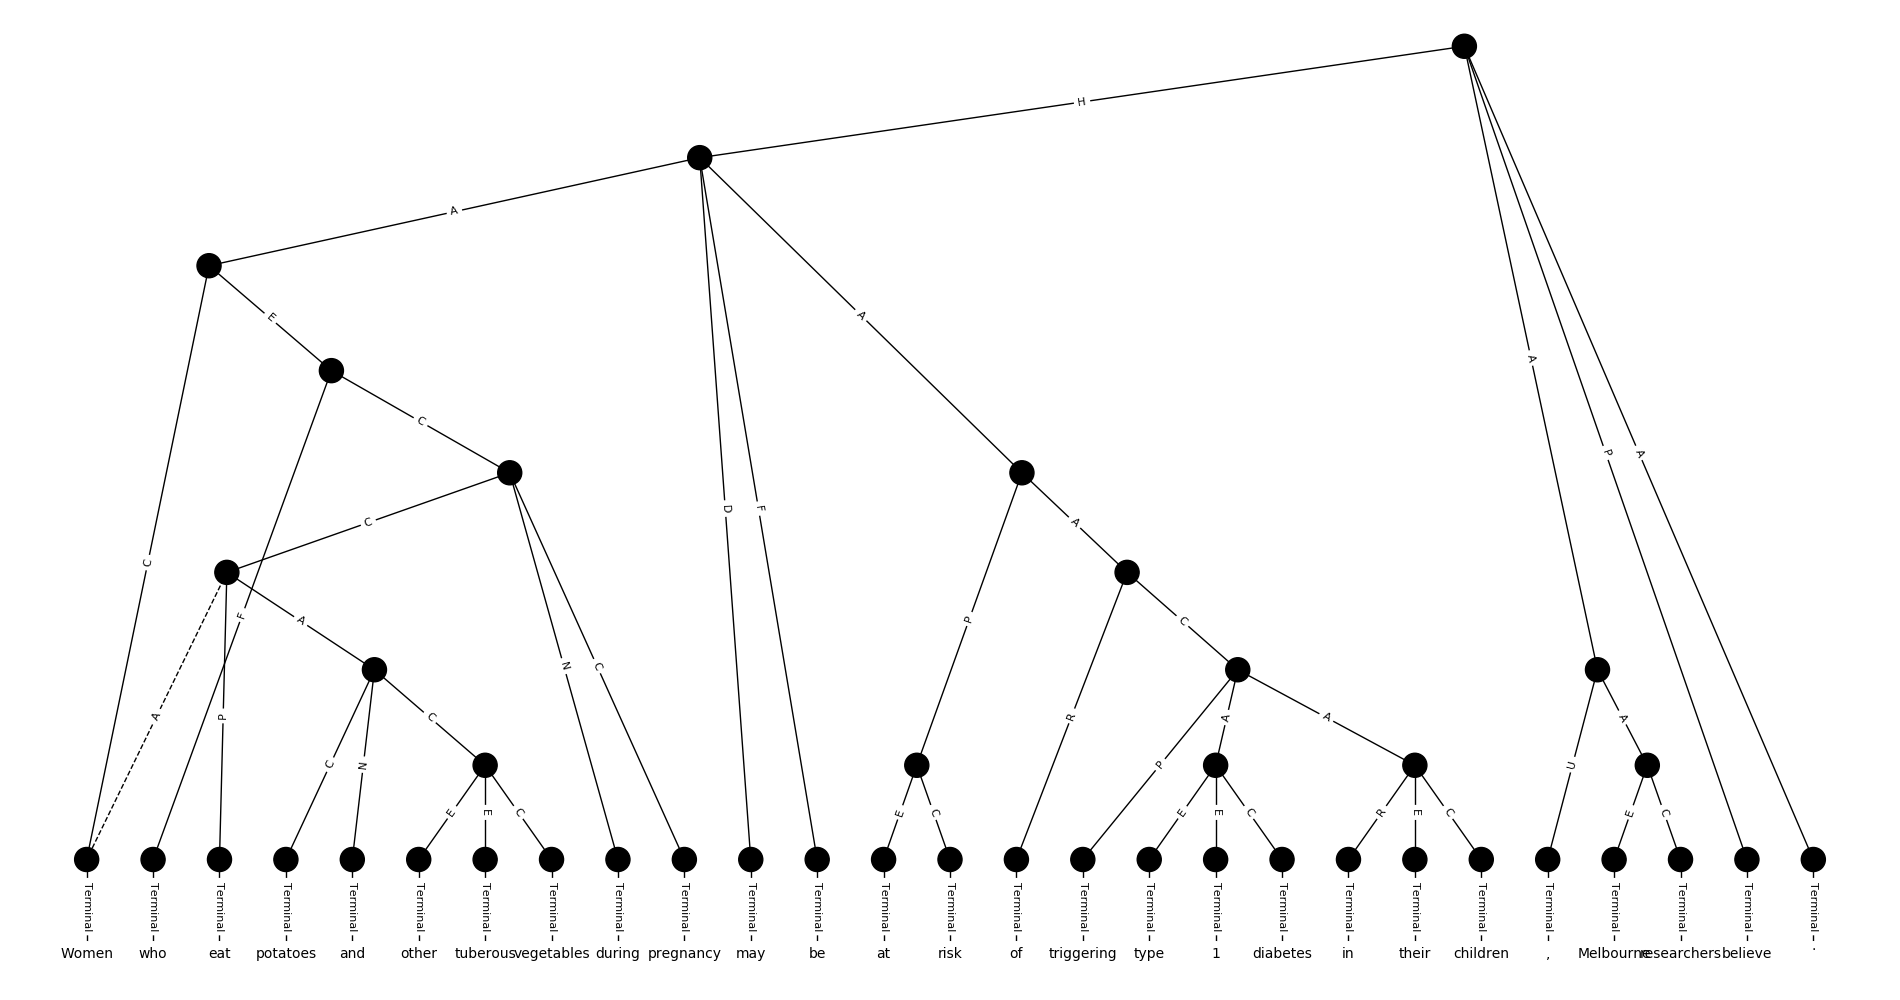 H
A
E
A
A
C
C
A
A
D
F
P
A
C
C
F
A
N
C
P
R
C
A
P
C
R
A
A
A
C
N
P
U
E
E
C
E
C
E
E
C
R
E
C
E
C
Terminal Terminal Terminal Terminal Terminal Terminal Terminal Terminal Terminal Terminal Terminal Terminal Terminal Terminal Terminal Terminal Terminal Terminal Terminal Terminal Terminal Terminal Terminal Terminal Terminal Terminal Terminal
Women who eat potatoes and other tuberous vegetables during pregnancy may be at risk of triggering type 1 diabetes in their children , Melbourne researchers believe .